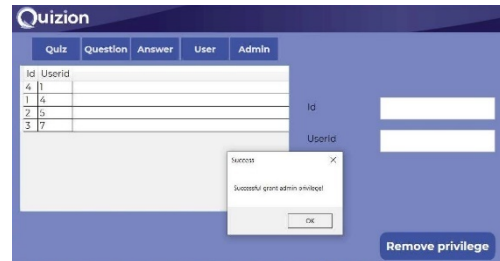 Quizion
Quiz Question Answer User Admin
Id Userid
4 1
1 4
2 5
3 7
Id
UserId
Success
Successful grant admin privilege!
OK
Remove privilege